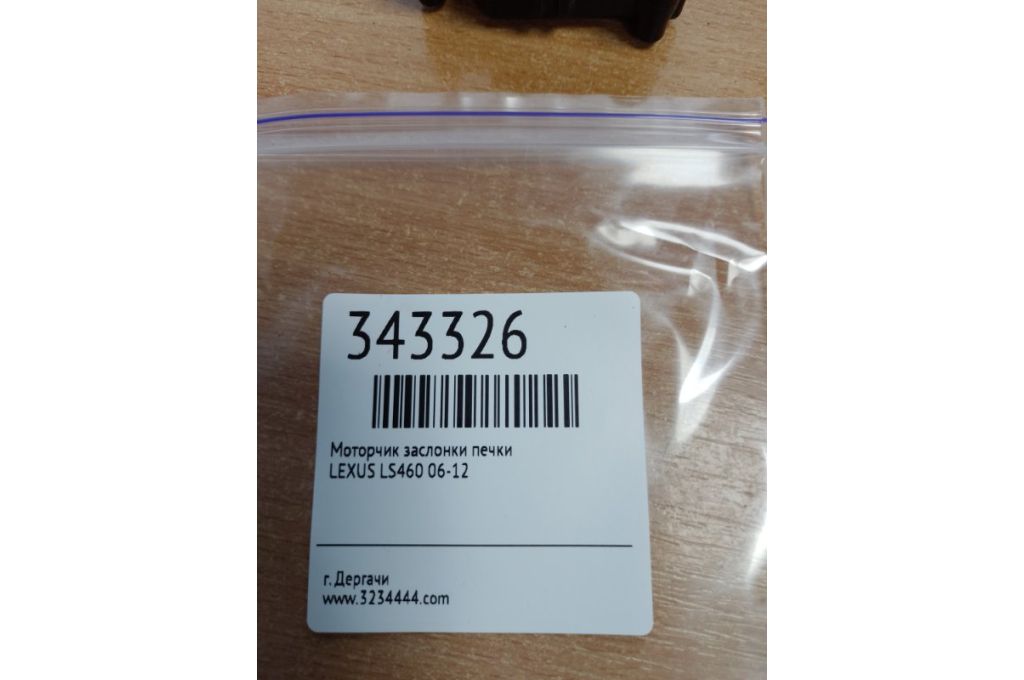 343326
Моторчик заслонки печки
LEXUS LS460 06-12
г. Дергачи
www.3234444.com